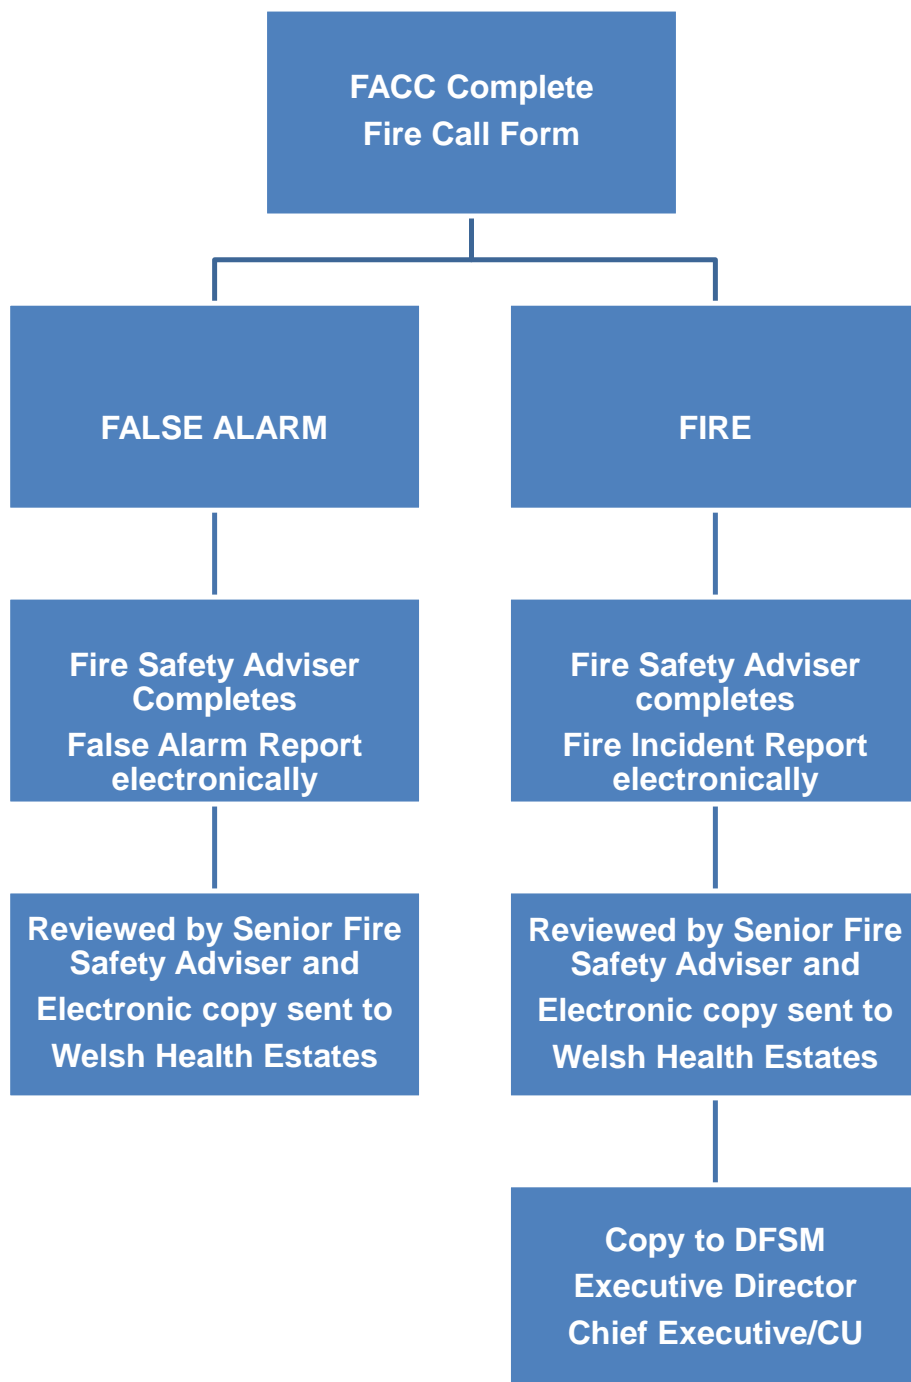 FACC Complete
Fire Call Form
FALSE ALARM
FIRE
Fire Safety Adviser
Completes
False Alarm Report
electronically
Fire Safety Adviser
completes
Fire Incident Report
electronically
Reviewed by Senior Fire
Safety Adviser and
Electronic copy sent to
Welsh Health Estates
Reviewed by Senior Fire
Safety Adviser and
Electronic copy sent to
Welsh Health Estates
Copy to DFSM
Executive Director
Chief Executive/CU